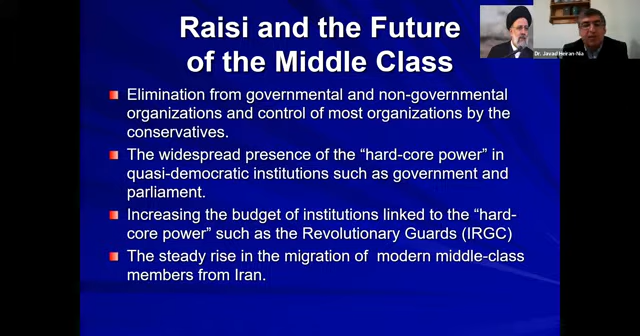 Raisi and the Future
of the Middle Class
Elimination from governmental and non-governmental
organizations and control of most organizations by the
conservatives.
The widespread presence of the “hard-core power” in
quasi-democratic institutions such as government and
parliament.
Increasing the budget of institutions linked to the “hard-
core power” such as the Revolutionary Guards (IRGC)
The steady rise in the migration of modern middle-class
members from Iran.
Dr. Javad Heiran-Nia